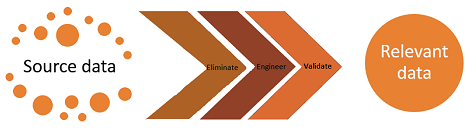 Source data
Eliminate
Engineer
Validate
Relevant
data